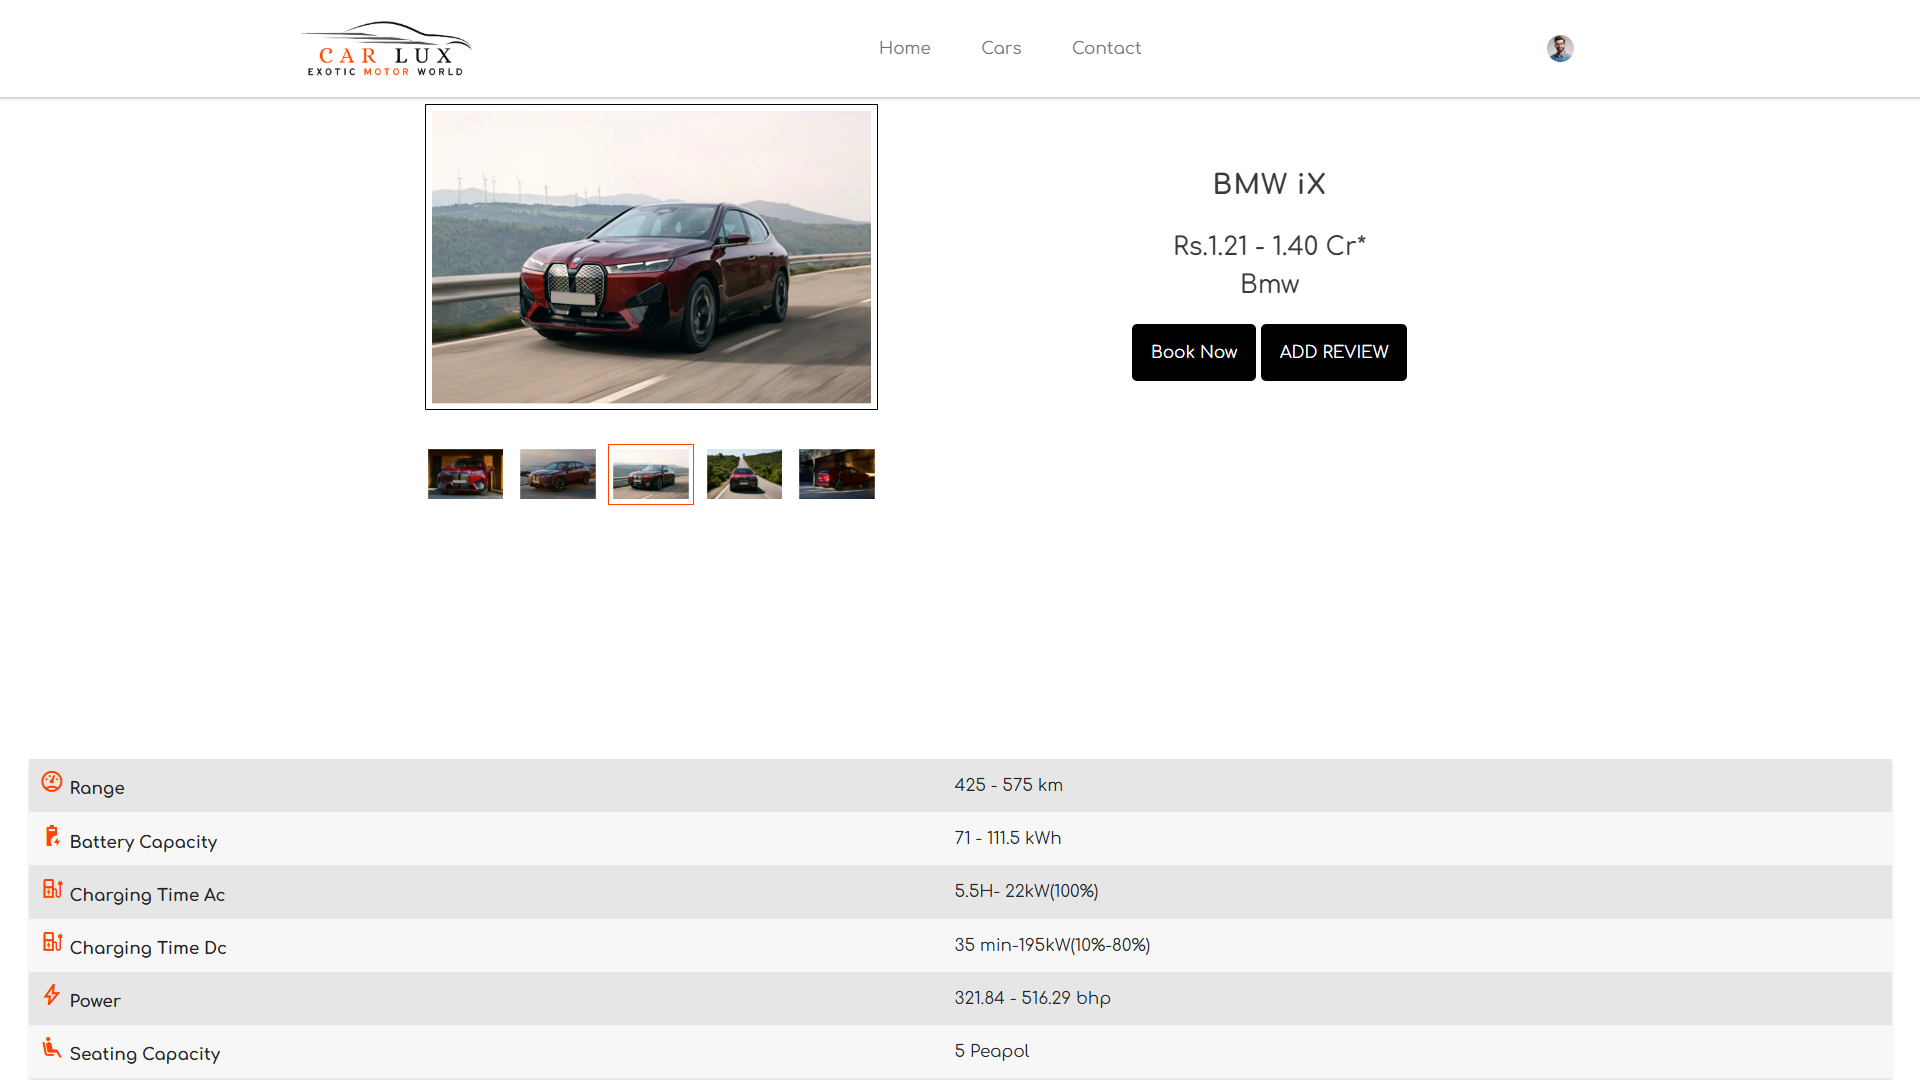 CAR LUX
EXOTIC MOTOR WORLD
Home
Cars
Contact
BMW iX
Rs.1.21 - 1.40 Cr*
Bmw
Book Now
ADD REVIEW
Range
425 - 575 km
Battery Capacity
71 - 111.5 kWh
Charging Time Ac
5.5H- 22kW(100%)
Charging Time Dc
35 min-195kW(10%-80%)
Power
321.84 - 516.29 bhp
Seating Capacity
5 Peapol